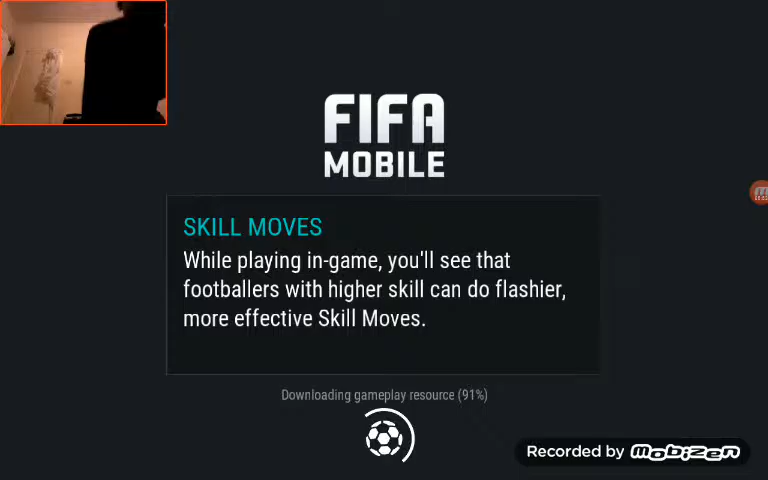 FIFA
MOBILE
SKILL MOVES
While playing in-game, you'll see that
footballers with higher skill can do flashier,
more effective Skill Moves.
Downloading gameplay resource (91%)
Recorded by mobizen